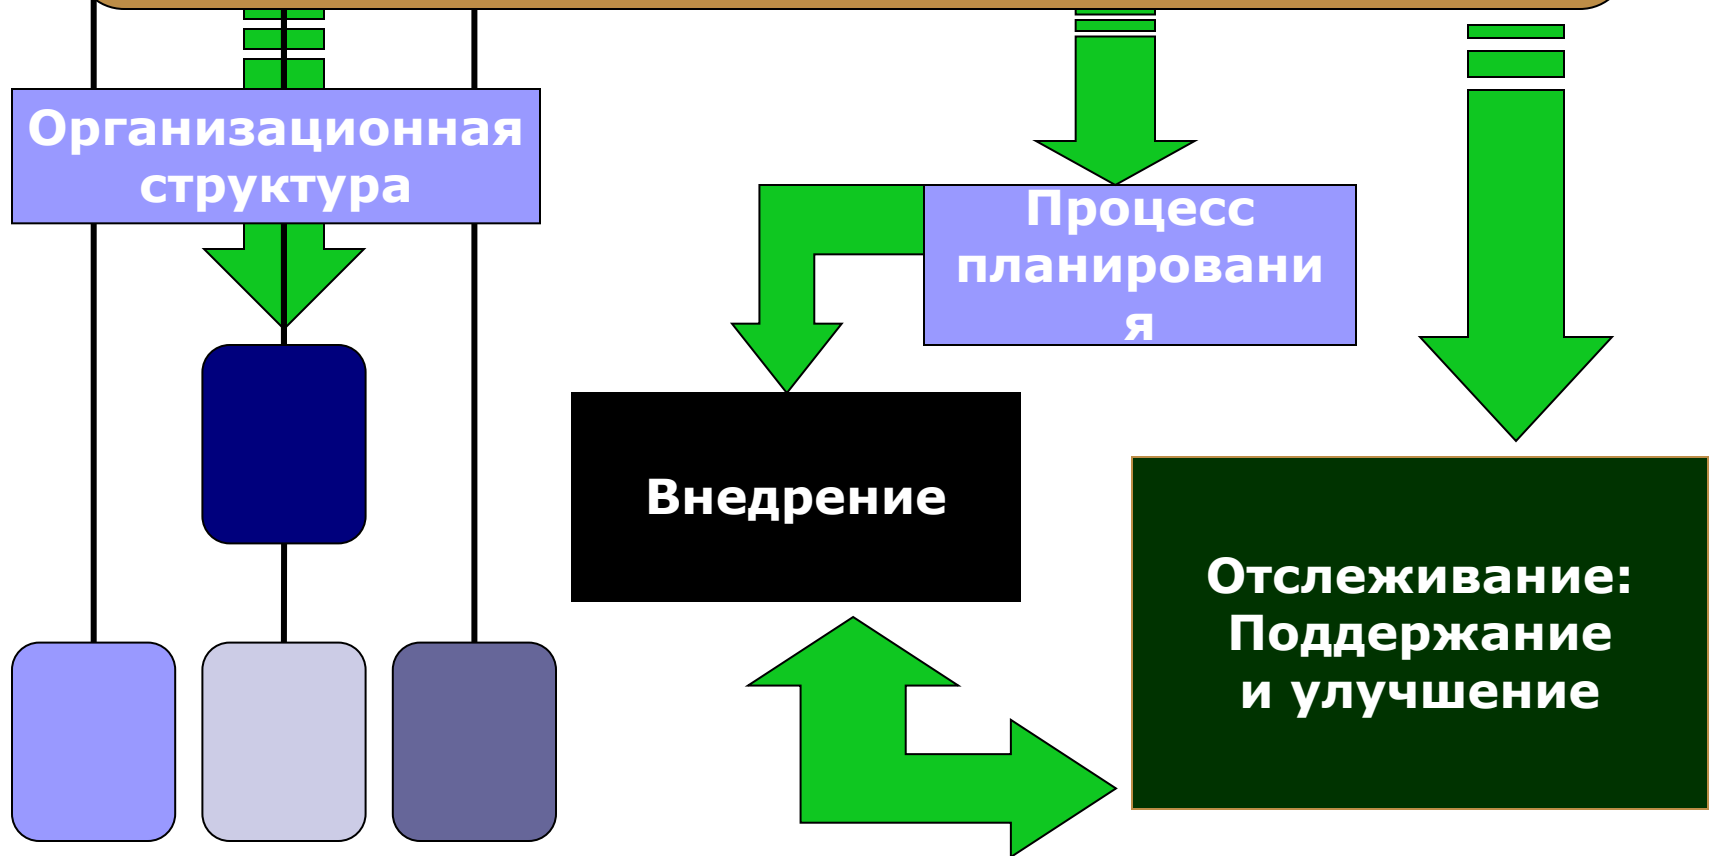 Организационная
структура
Процесс
планировани
я
Внедрение
Отслеживание:
Поддержание
и улучшение